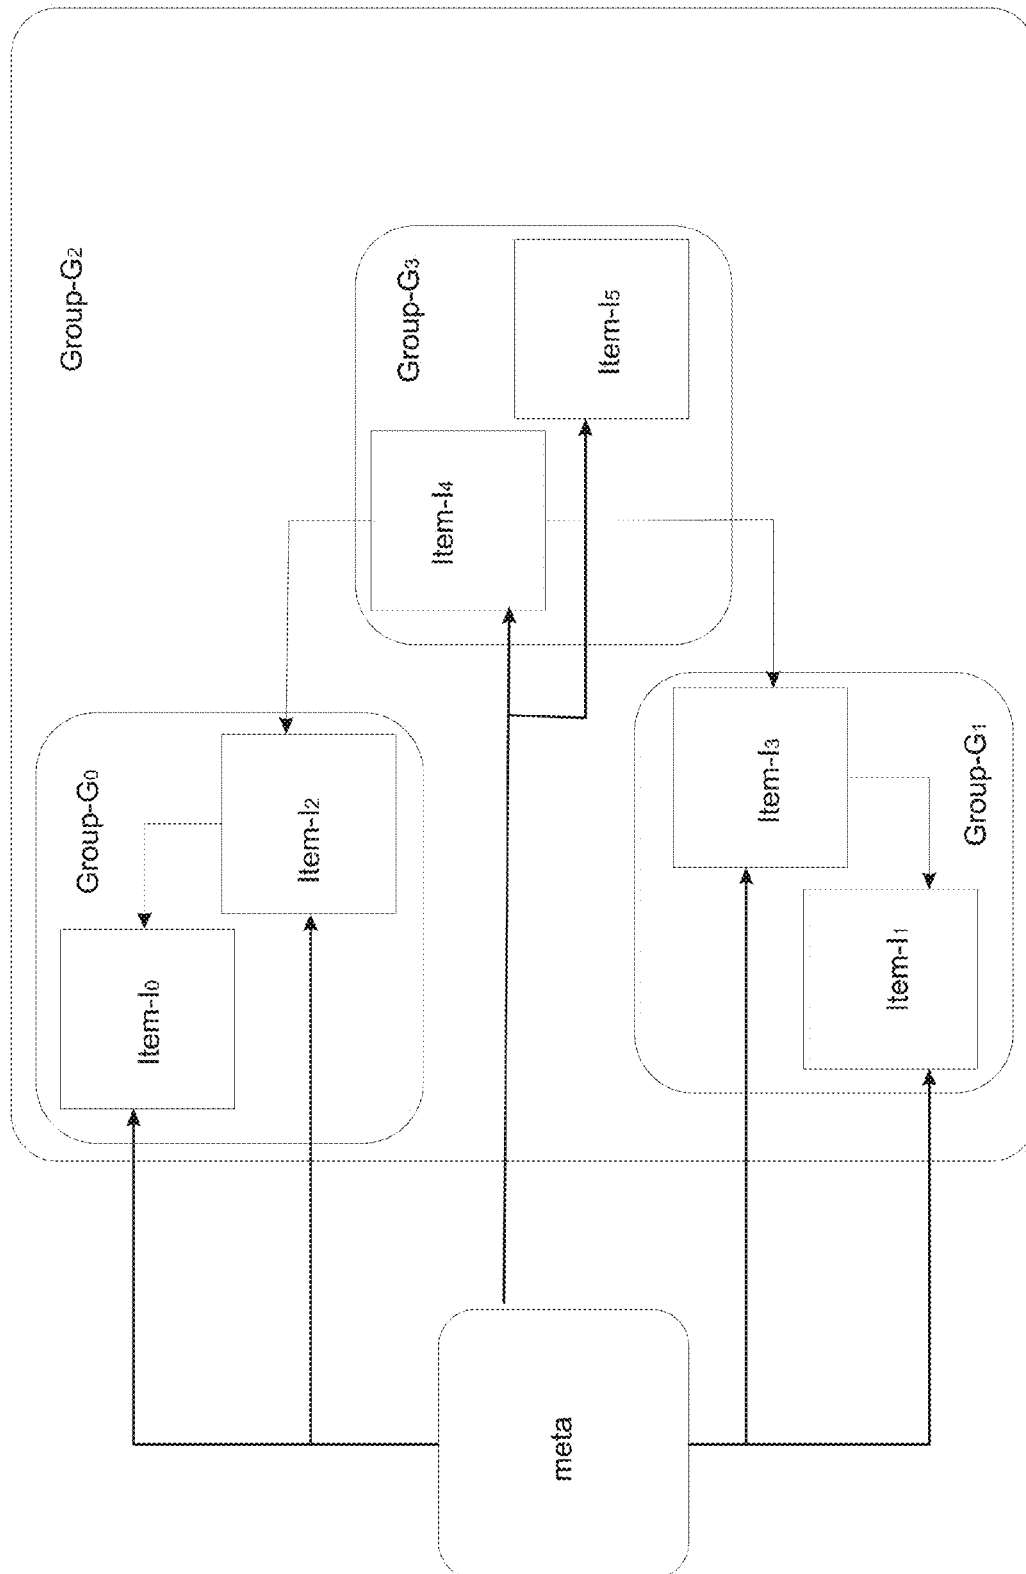 Group-G₂
Group-G₃
Item-I₅
Item-I₄
Group-G₀
Item-I₂
Item-I₀
Item-I₃
Group-G₁
Item-I₁
meta